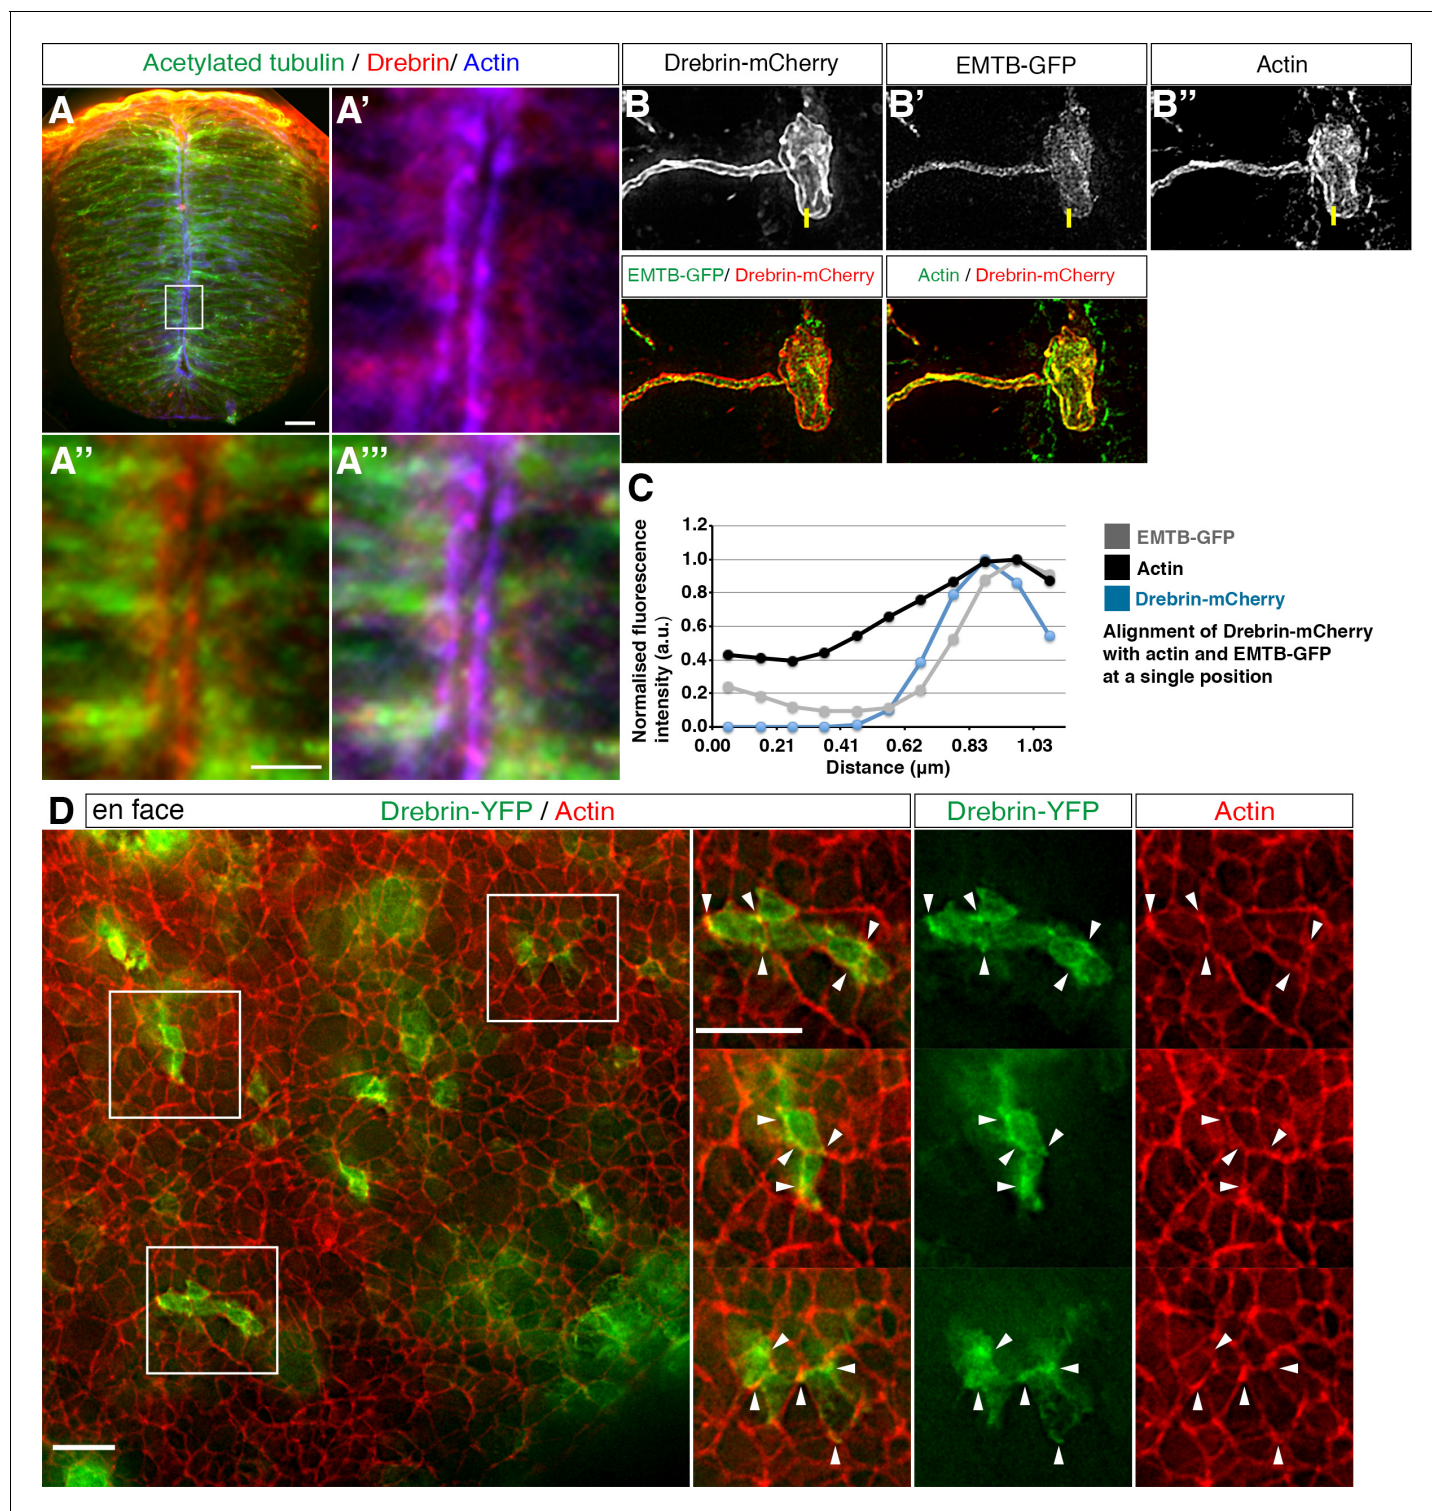 Acetylated tubulin / Drebrin/ Actin
Drebrin-mCherry
EMTB-GFP
Actin
A
A’
B
B’
B’’
EMTB-GFP/ Drebrin-mCherry
Actin / Drebrin-mCherry
A’’
A’’’
C
Normalised fluorescence
intensity (a.u.)
1.2
1.0
0.8
0.6
0.4
0.2
0.0
0.00 0.21 0.41 0.62 0.83 1.03
Distance (µm)
EMTB-GFP
Actin
Drebrin-mCherry
Alignment of Drebrin-mCherry
with actin and EMTB-GFP
at a single position
D
en face
Drebrin-YFP / Actin
Drebrin-YFP
Actin